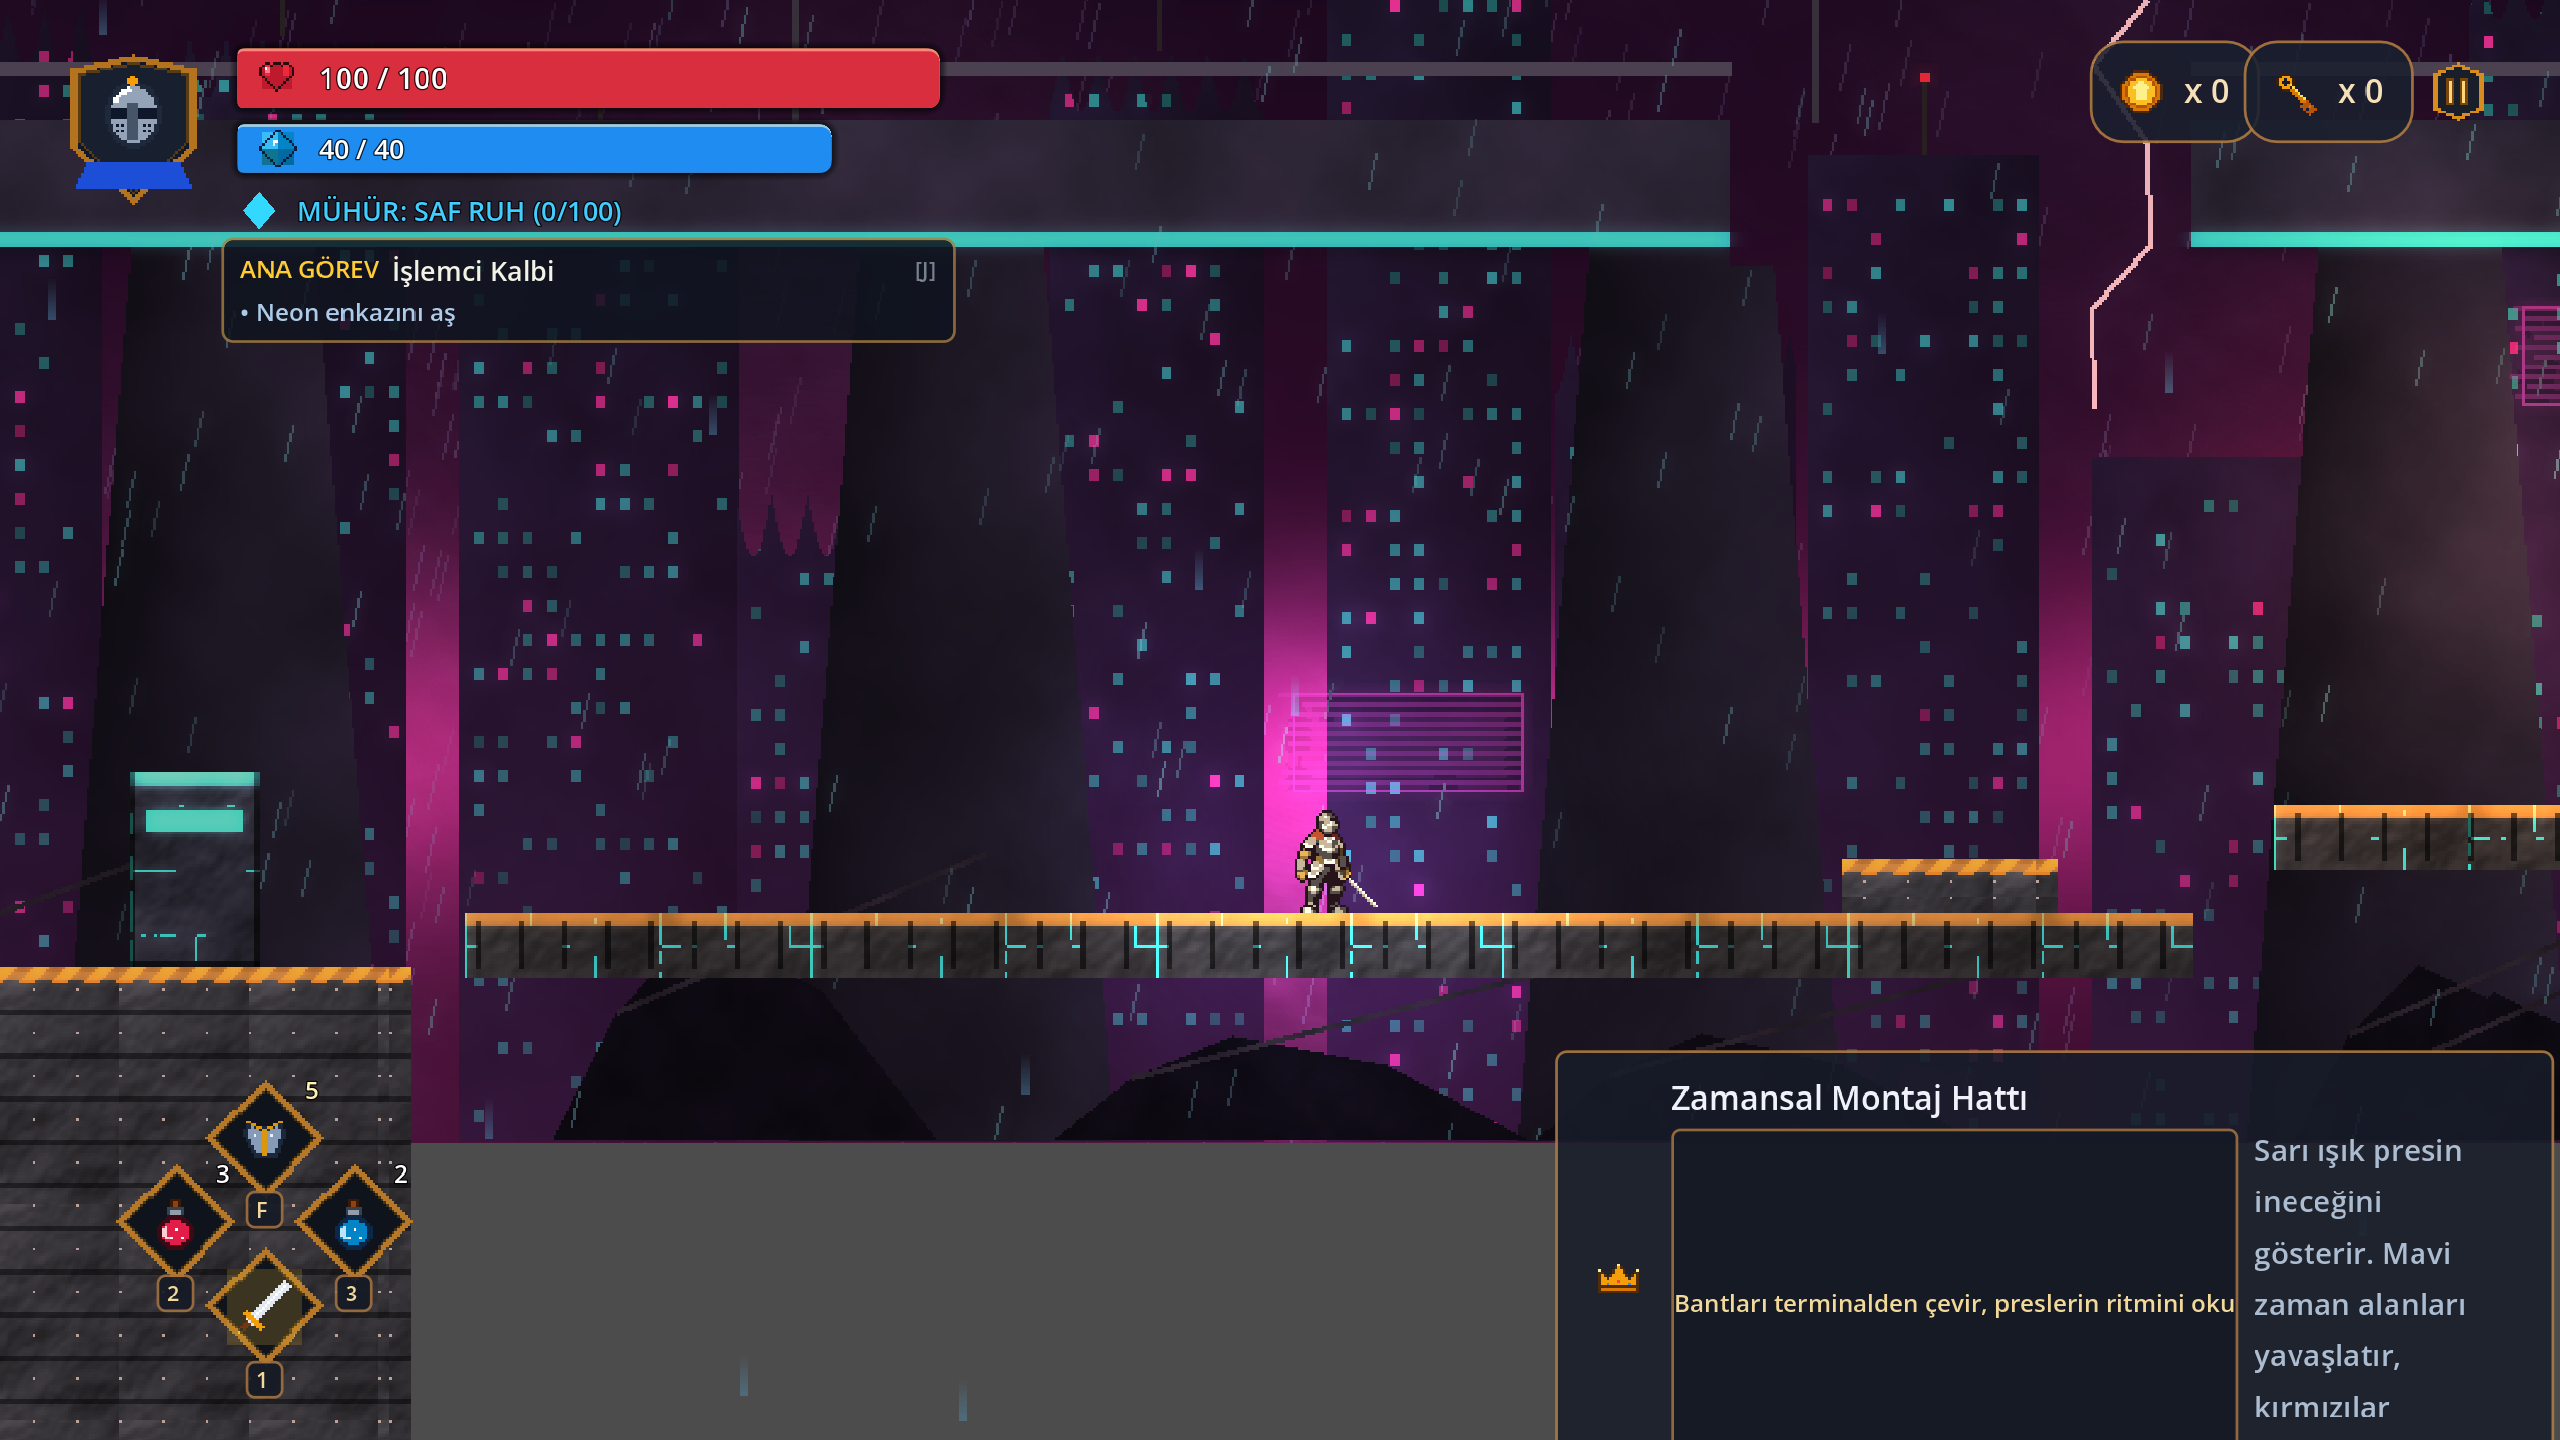 100 / 100
x 0
x 0
40 / 40
MÜHÜR: SAF RUH (0/100)
ANA GÖREV İşlemci Kalbi [J]
• Neon enkazını aş
5
3
2
F
2
3
1
Zamansal Montaj Hattı
Bantları terminalden çevir, preslerin ritmini oku
Sarı ışık presin
ineceğini
gösterir. Mavi
zaman alanları
yavaşlatır,
kırmızılar